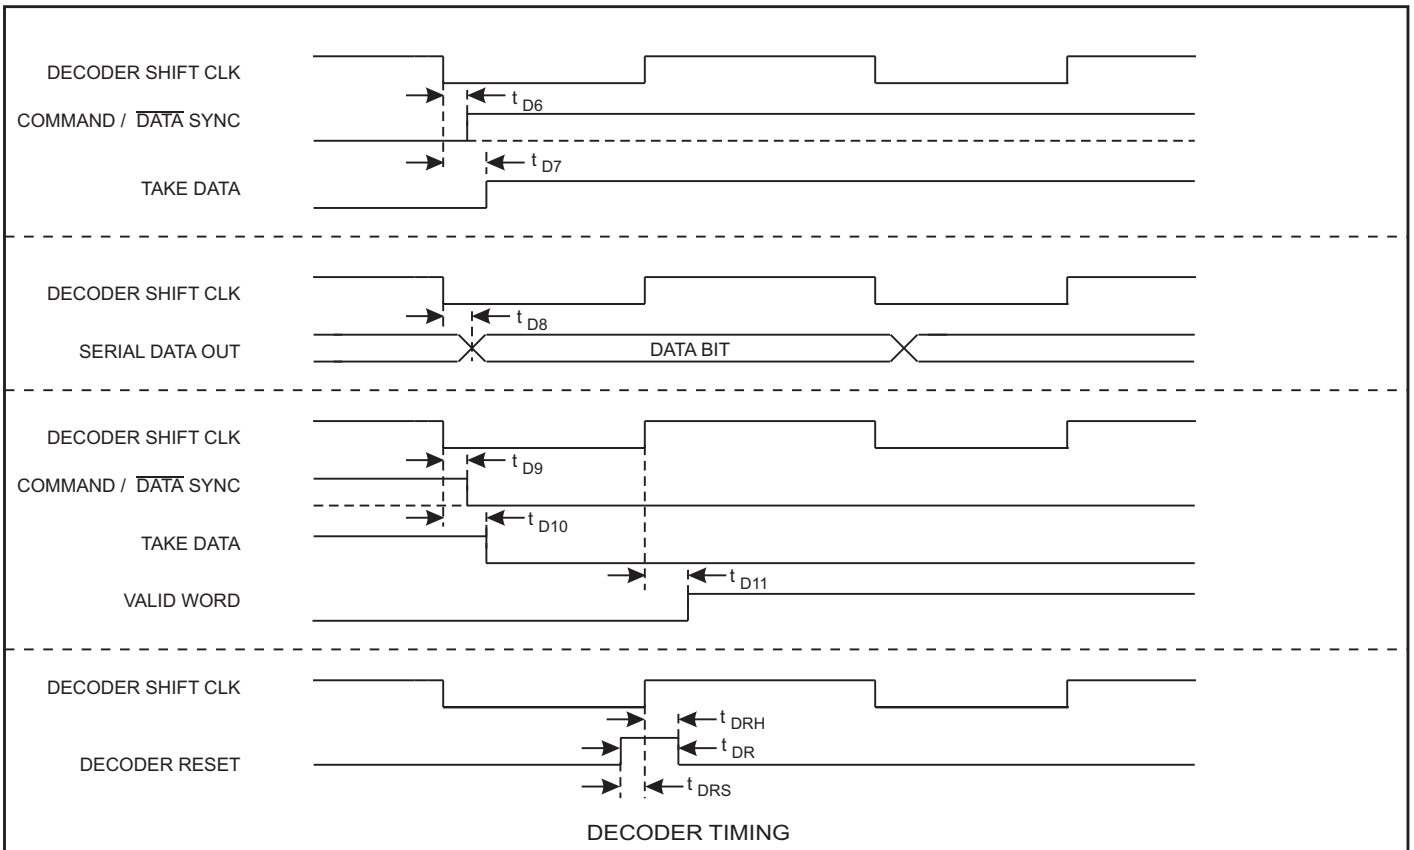 DECODER SHIFT CLK
t D6
COMMAND / DATA SYNC
t D7
TAKE DATA
DECODER SHIFT CLK
t D8
SERIAL DATA OUT
DATA BIT
DECODER SHIFT CLK
t D9
COMMAND / DATA SYNC
t D10
TAKE DATA
t D11
VALID WORD
DECODER SHIFT CLK
t DRH
t DR
DECODER RESET
t DRS
DECODER TIMING